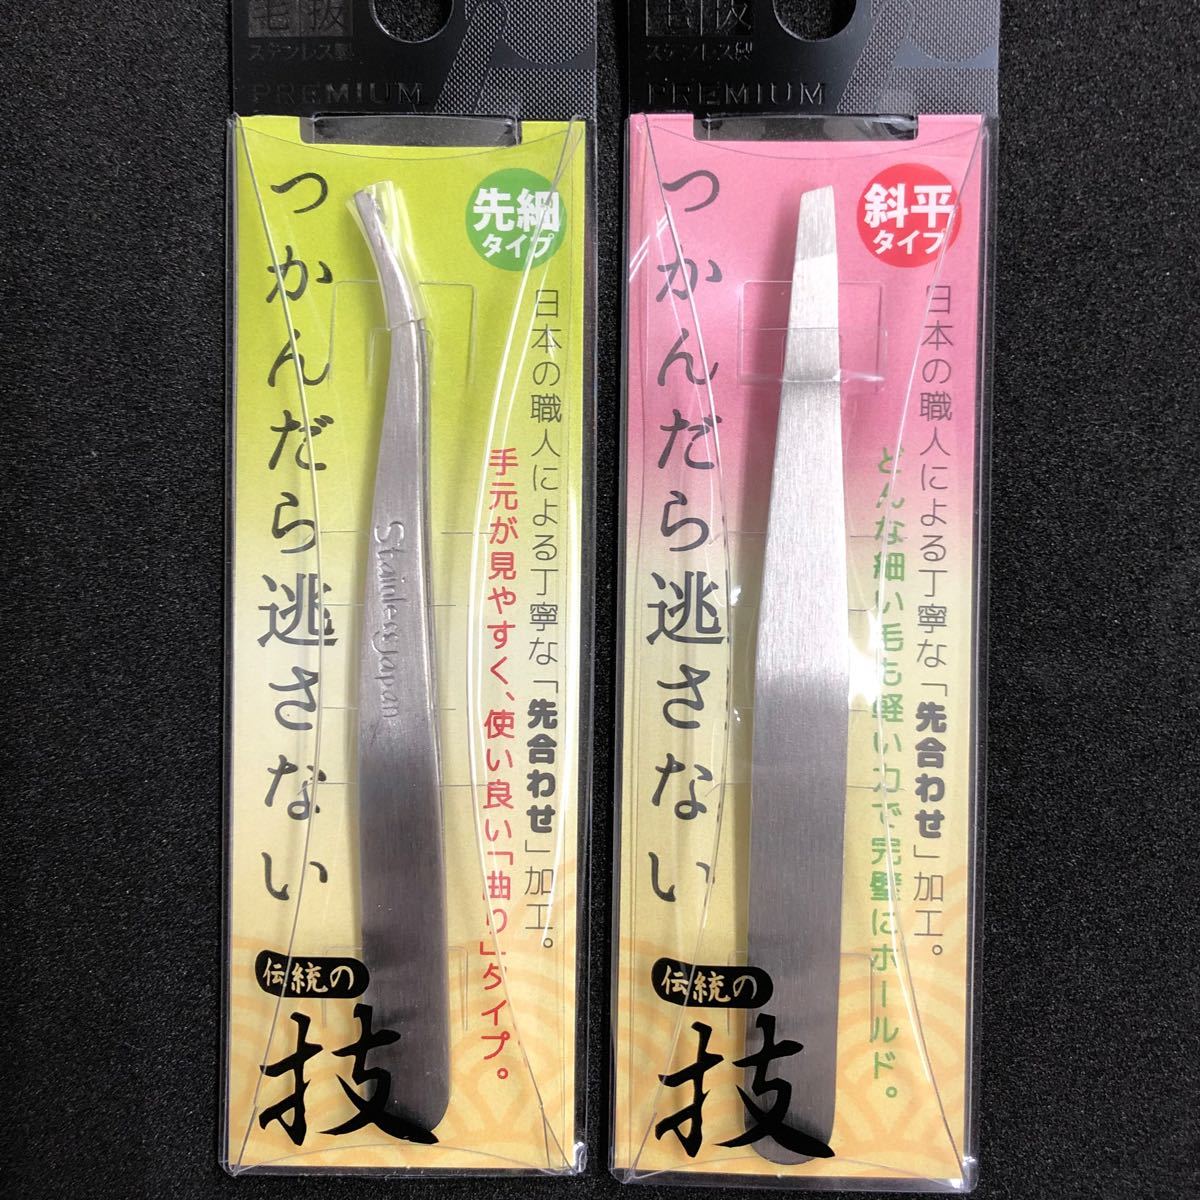 毛抜
ステンレス製
PREMIUM
先細
タイプ
つかんだら逃さない
日本の職人による丁寧な「先合わせ」加工。
手元が見やすく、使い良い「曲り」タイプ。
Stainless Japan
伝統の
技
毛抜
ステンレス製
PREMIUM
斜平
タイプ
つかんだら逃さない
日本の職人による丁寧な「先合わせ」加工。
どんな細い毛も軽い力で完璧にホールド。
伝統の
技